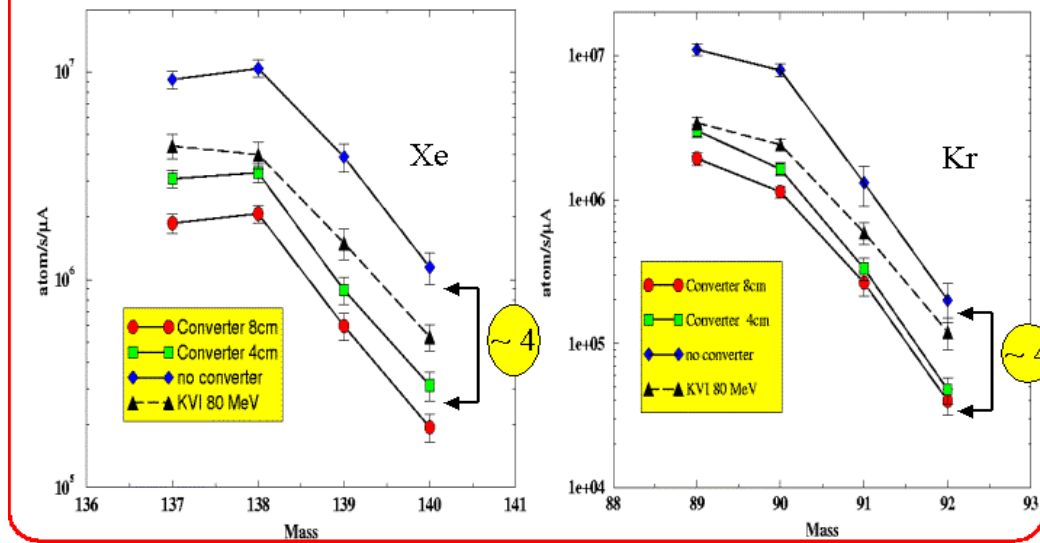 10⁷
10⁶
10⁵
atom/s/μA
Xe
Converter 8cm
Converter 4cm
no converter
KVI 80 MeV
~ 4
136 137 138 139 140 141
Mass
1e+07
1e+06
1e+05
1e+04
atom/s/μA
Kr
Converter 8cm
Converter 4cm
no converter
KVI 80 MeV
~ 4
88 89 90 91 92 93
Mass